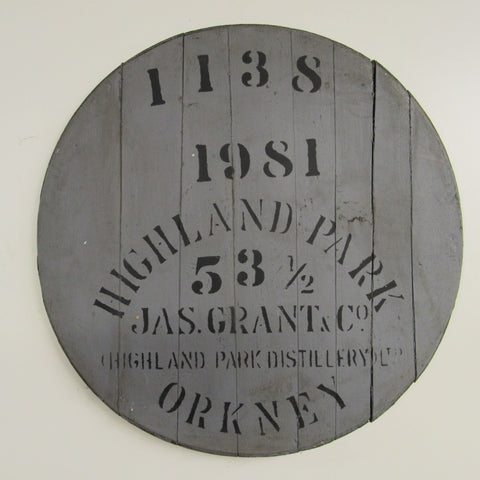 1138
1981
HIGHLAND PARK
53 ½
JAS. GRANT & Co.
(HIGHLAND PARK DISTILLERY) LTD
ORKNEY